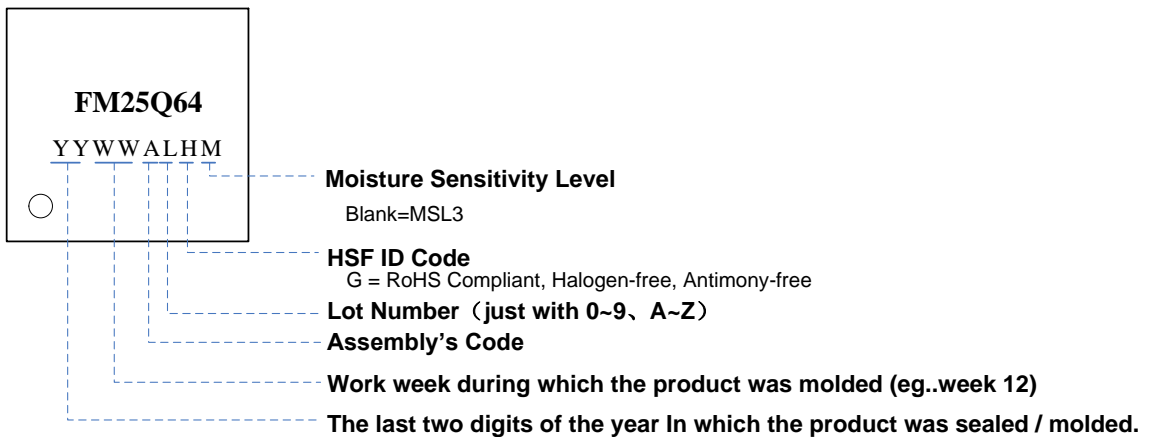 FM25Q64
YYWWALHM
Moisture Sensitivity Level
Blank=MSL3
HSF ID Code
G = RoHS Compliant, Halogen-free, Antimony-free
Lot Number（just with 0~9、A~Z）
Assembly's Code
Work week during which the product was molded (eg..week 12)
The last two digits of the year In which the product was sealed / molded.